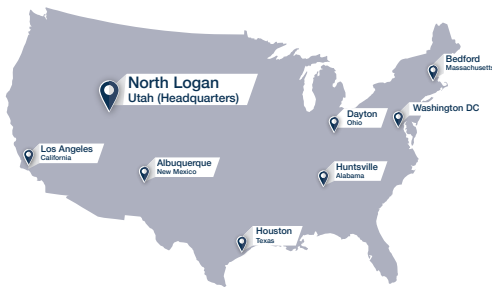 Bedford
Massachusetts
North Logan
Utah (Headquarters)
Washington DC
Dayton
Ohio
Los Angeles
California
Albuquerque
New Mexico
Huntsville
Alabama
Houston
Texas